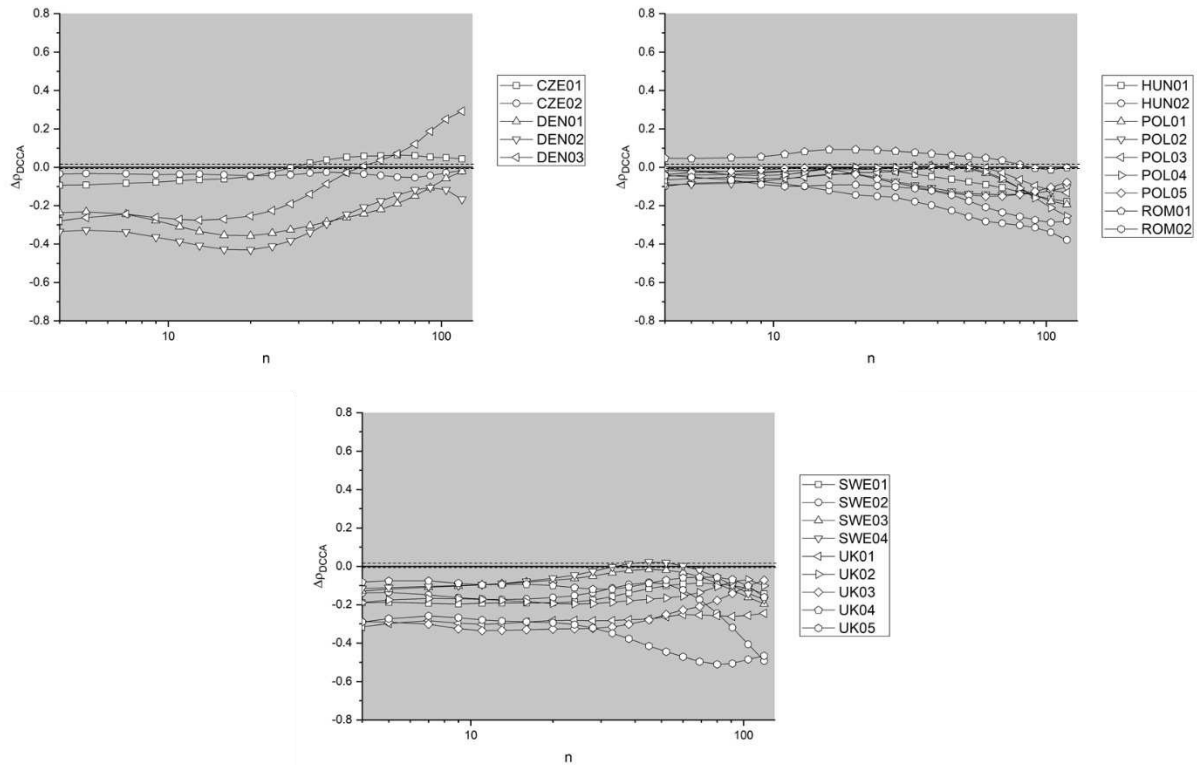 0.8
0.6
0.4
0.2
0.0
-0.2
-0.4
-0.6
-0.8
ΔρDCCA
10
100
n
CZE01
CZE02
DEN01
DEN02
DEN03
0.8
0.6
0.4
0.2
0.0
-0.2
-0.4
-0.6
-0.8
ΔρDCCA
10
100
n
HUN01
HUN02
POL01
POL02
POL03
POL04
POL05
ROM01
ROM02
0.8
0.6
0.4
0.2
0.0
-0.2
-0.4
-0.6
-0.8
ΔρDCCA
10
100
n
SWE01
SWE02
SWE03
SWE04
UK01
UK02
UK03
UK04
UK05